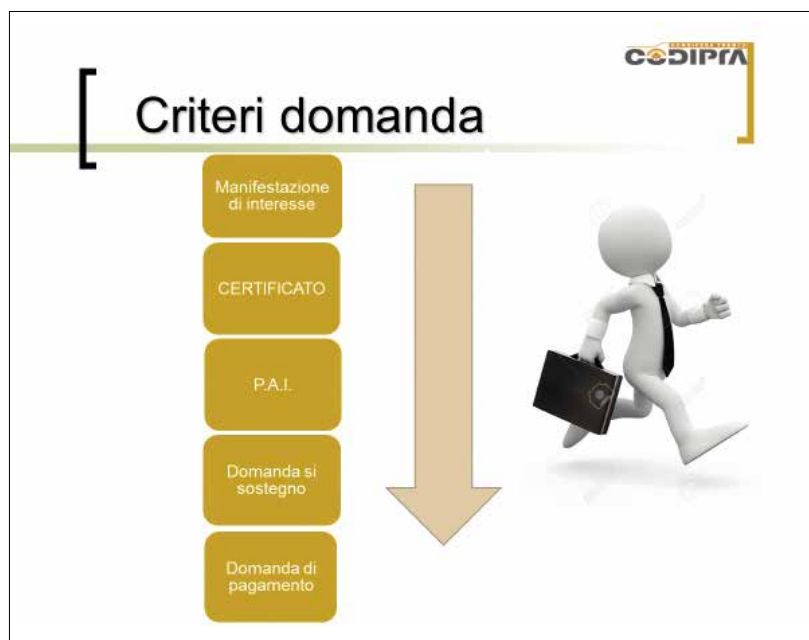 CODIPRA
Criteri domanda
Manifestazione
di interesse
CERTIFICATO
P.A.I.
Domanda si
sostegno
Domanda di
pagamento